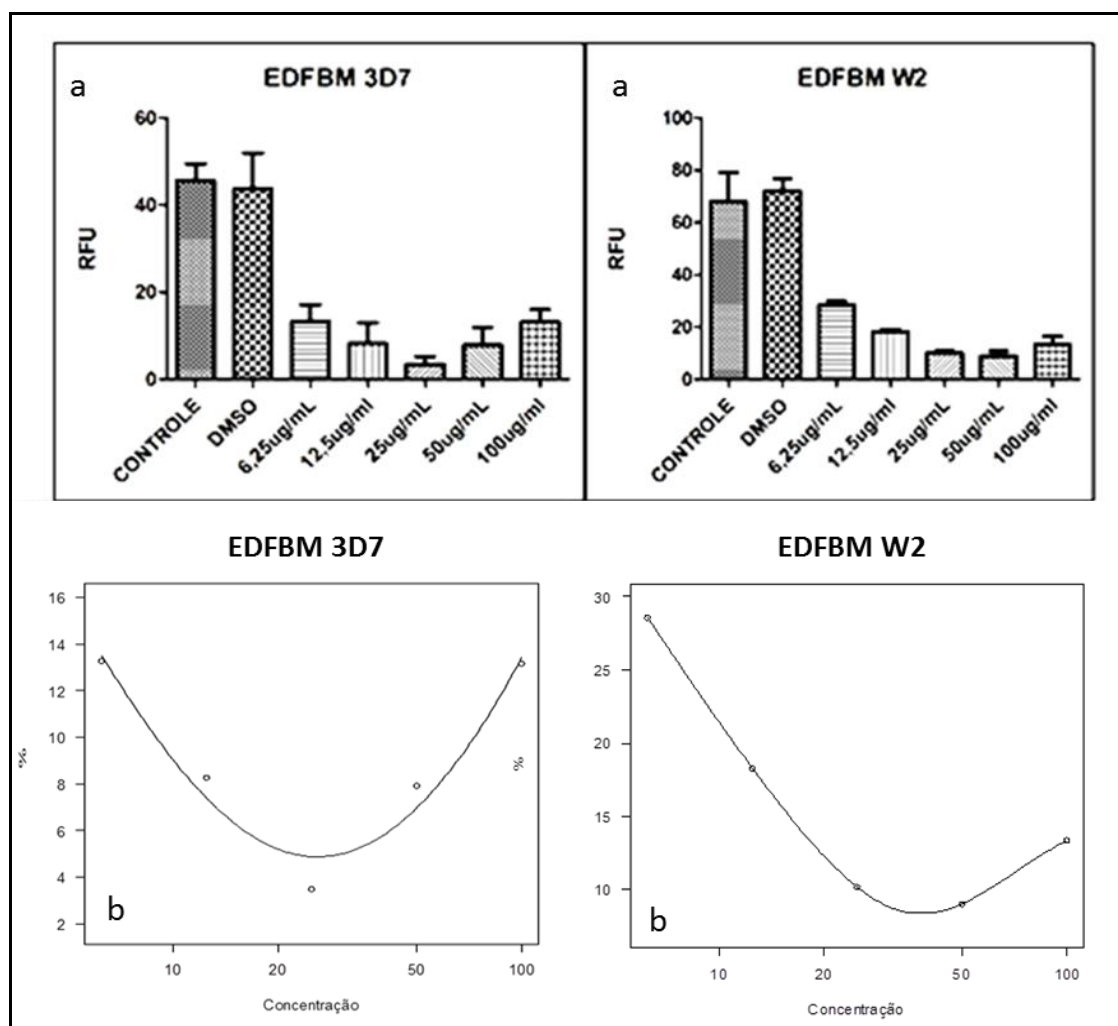 a
EDFBM 3D7
60
40
20
0
RFU
CONTROLE
DMSO
6,25ug/mL
12,5ug/ml
25ug/mL
50ug/mL
100ug/ml
a
EDFBM W2
100
80
60
40
20
0
RFU
CONTROLE
DMSO
6,25ug/mL
12,5ug/ml
25ug/mL
50ug/mL
100ug/ml
EDFBM 3D7
16
14
12
10
8
6
4
2
%
b
10 20 50 100
Concentração
EDFBM W2
30
25
20
15
10
%
b
10 20 50 100
Concentração